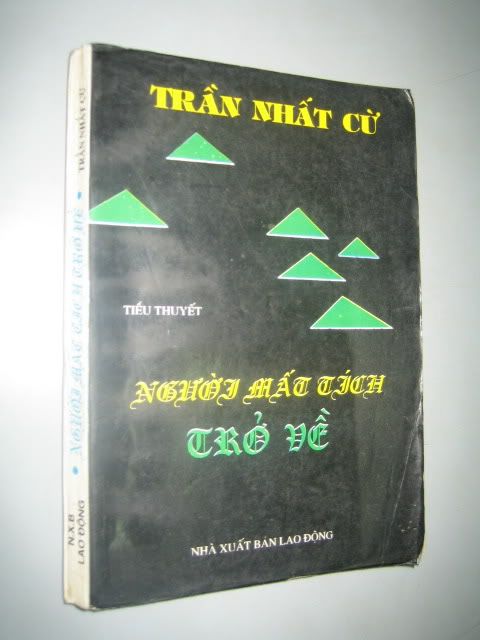 TRẦN NHẤT CỪ
TIỂU THUYẾT
NGƯỜI MẤT TÍCH
TRỞ VỀ
NHÀ XUẤT BẢN LAO ĐỘNG
TRẦN NHẤT CỪ
• NGƯỜI MẤT TÍCH TRỞ VỀ •
N.X.B
LAO ĐỘNG